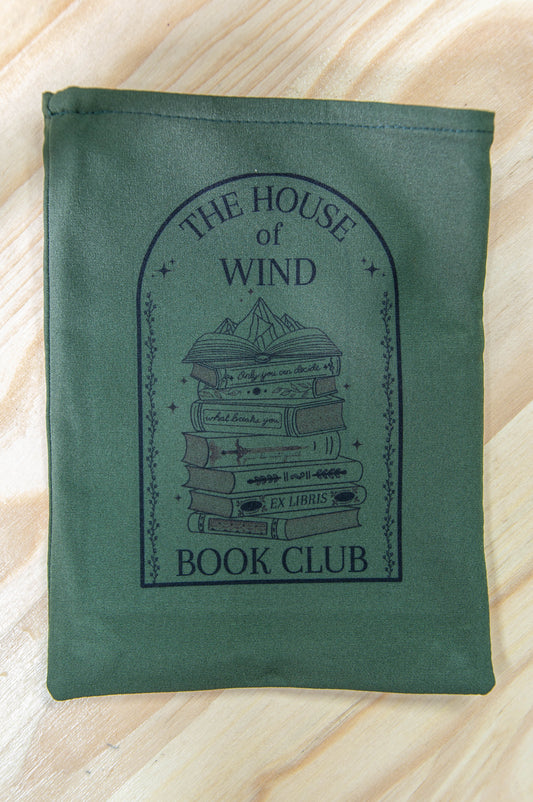 THE HOUSE
of
WIND
Only you can decide
what breaks you
EX LIBRIS
BOOK CLUB